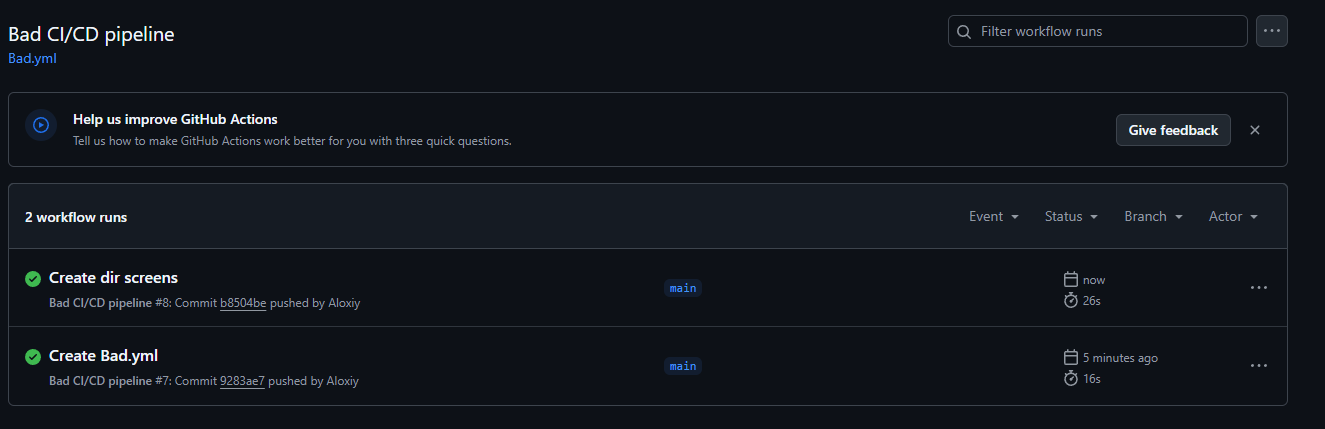 Bad CI/CD pipeline
Bad.yml
Filter workflow runs
Help us improve GitHub Actions
Tell us how to make GitHub Actions work better for you with three quick questions.
Give feedback
2 workflow runs
Event
Status
Branch
Actor
Create dir screens
Bad CI/CD pipeline #8: Commit b8504be pushed by Aloxiy
main
now
26s
Create Bad.yml
Bad CI/CD pipeline #7: Commit 9283ae7 pushed by Aloxiy
main
5 minutes ago
16s